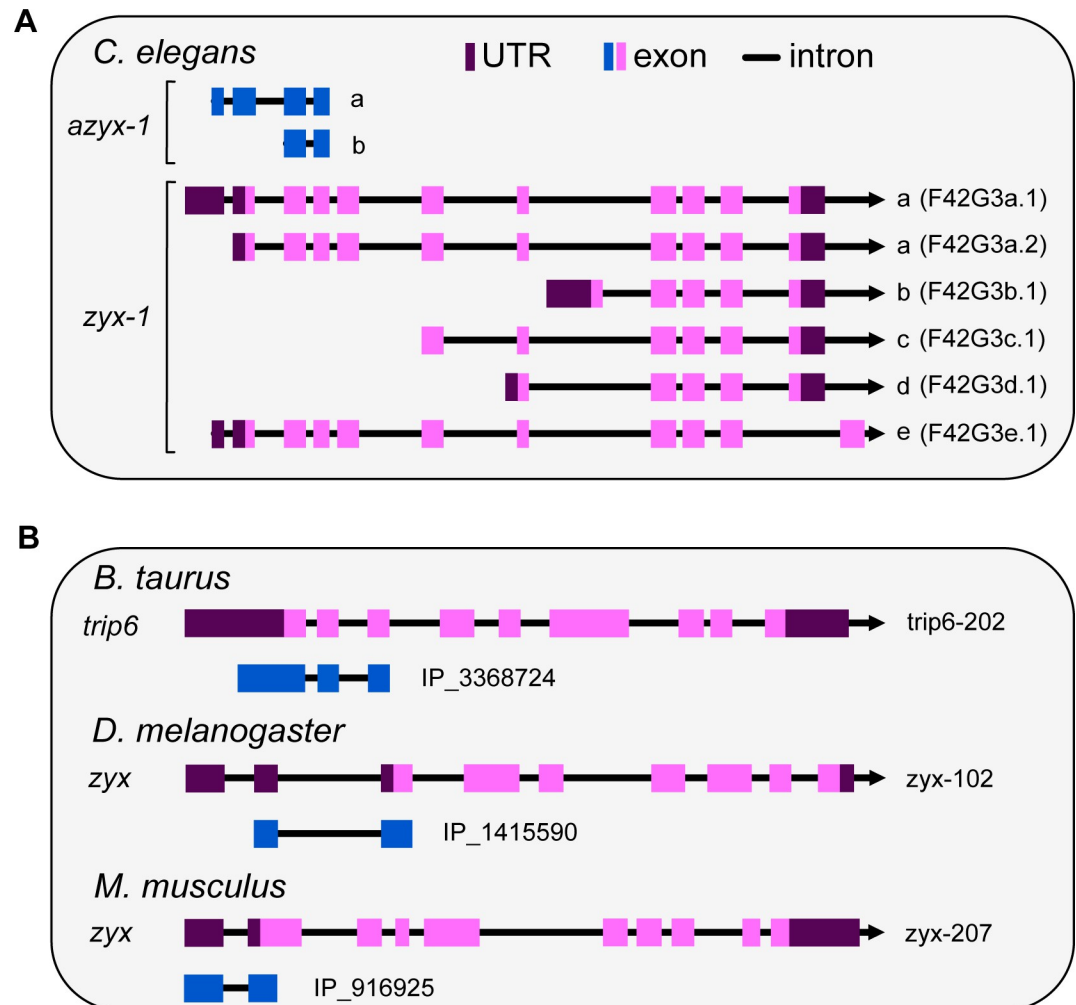 A
C. elegans
UTR exon intron
azyx-1
a
b
zyx-1
a (F42G3a.1)
a (F42G3a.2)
b (F42G3b.1)
c (F42G3c.1)
d (F42G3d.1)
e (F42G3e.1)
B
B. taurus
trip6 trip6-202
IP_3368724
D. melanogaster
zyx zyx-102
IP_1415590
M. musculus
zyx zyx-207
IP_916925